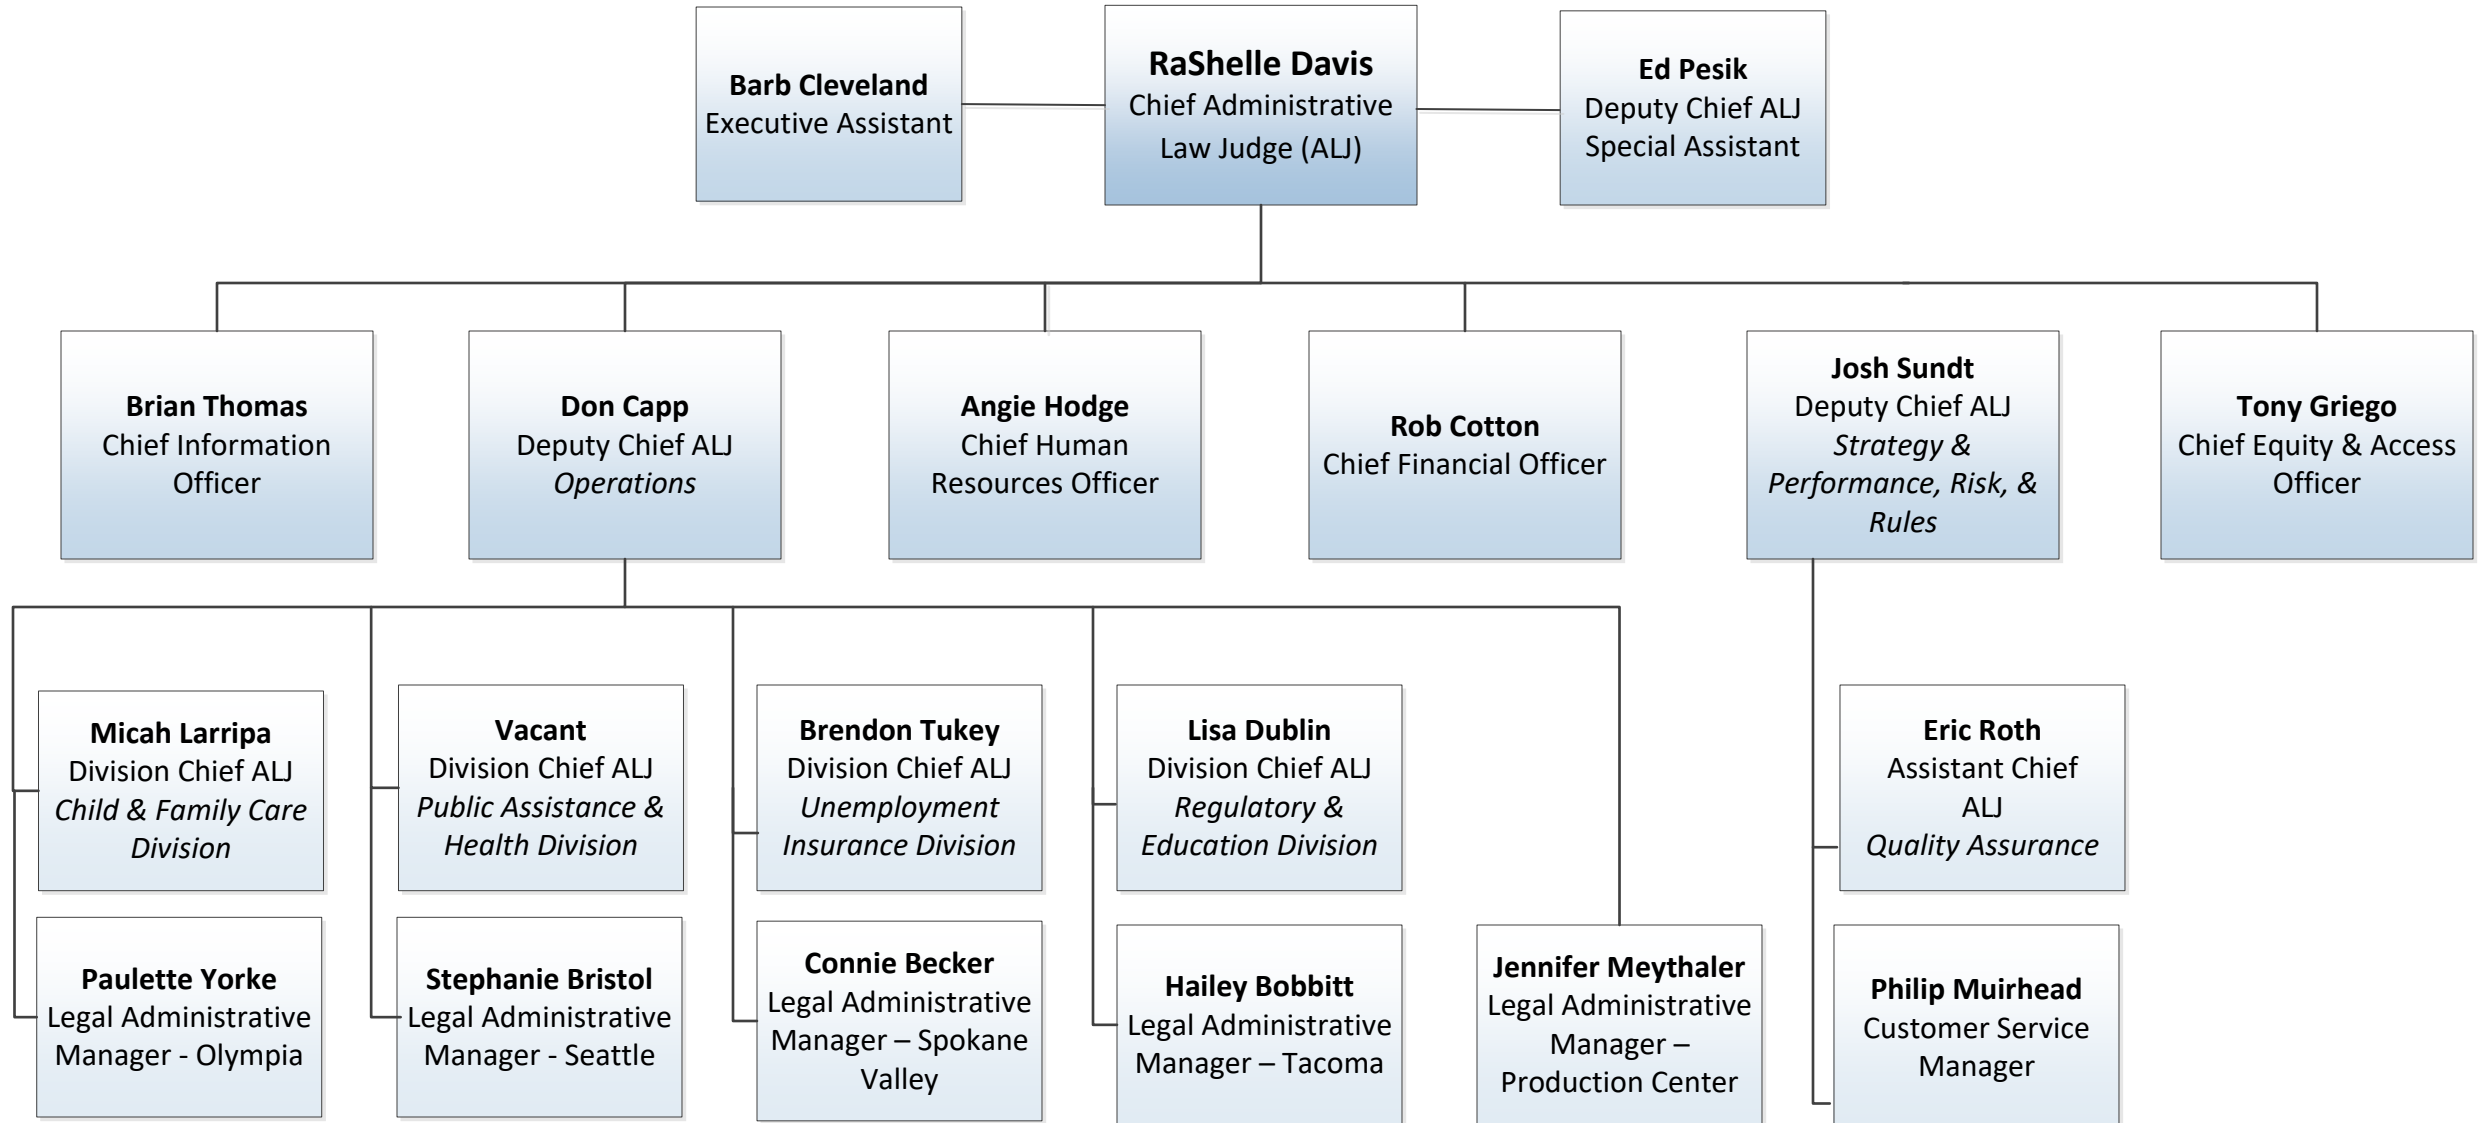 Barb Cleveland
Executive Assistant
RaShelle Davis
Chief Administrative
Law Judge (ALJ)
Ed Pesik
Deputy Chief ALJ
Special Assistant
Brian Thomas
Chief Information
Officer
Don Capp
Deputy Chief ALJ
Operations
Angie Hodge
Chief Human
Resources Officer
Rob Cotton
Chief Financial Officer
Josh Sundt
Deputy Chief ALJ
Strategy &
Performance, Risk, &
Rules
Tony Griego
Chief Equity & Access
Officer
Micah Larripa
Division Chief ALJ
Child & Family Care
Division
Vacant
Division Chief ALJ
Public Assistance &
Health Division
Brendon Tukey
Division Chief ALJ
Unemployment
Insurance Division
Lisa Dublin
Division Chief ALJ
Regulatory &
Education Division
Eric Roth
Assistant Chief
ALJ
Quality Assurance
Paulette Yorke
Legal Administrative
Manager - Olympia
Stephanie Bristol
Legal Administrative
Manager - Seattle
Connie Becker
Legal Administrative
Manager – Spokane
Valley
Hailey Bobbitt
Legal Administrative
Manager – Tacoma
Jennifer Meythaler
Legal Administrative
Manager –
Production Center
Philip Muirhead
Customer Service
Manager